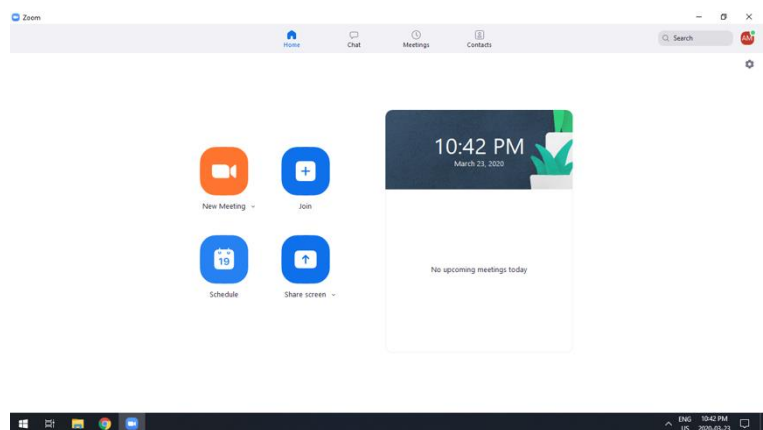 Zoom
Home
Chat
Meetings
Contacts
Search
AM
10:42 PM
March 23, 2020
New Meeting
Join
19
Schedule
Share screen
No upcoming meetings today
ENG
US
10:42 PM
2020-03-23